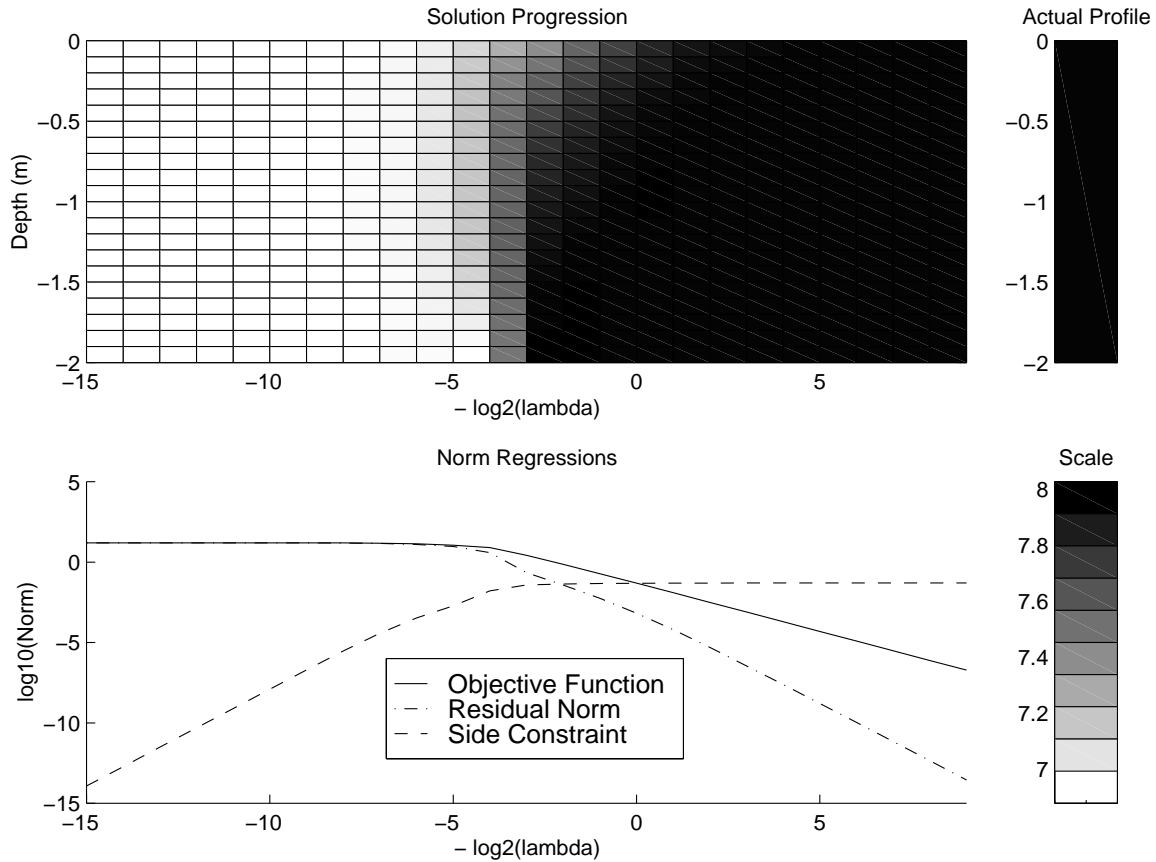 Solution Progression
Actual Profile
0
−0.5
−1
−1.5
−2
Depth (m)
−15
−10
−5
0
5
− log2(lambda)
0
−0.5
−1
−1.5
−2
Norm Regressions
Scale
5
0
−5
−10
−15
log10(Norm)
Objective Function
Residual Norm
Side Constraint
−15
−10
−5
0
5
− log2(lambda)
8
7.8
7.6
7.4
7.2
7